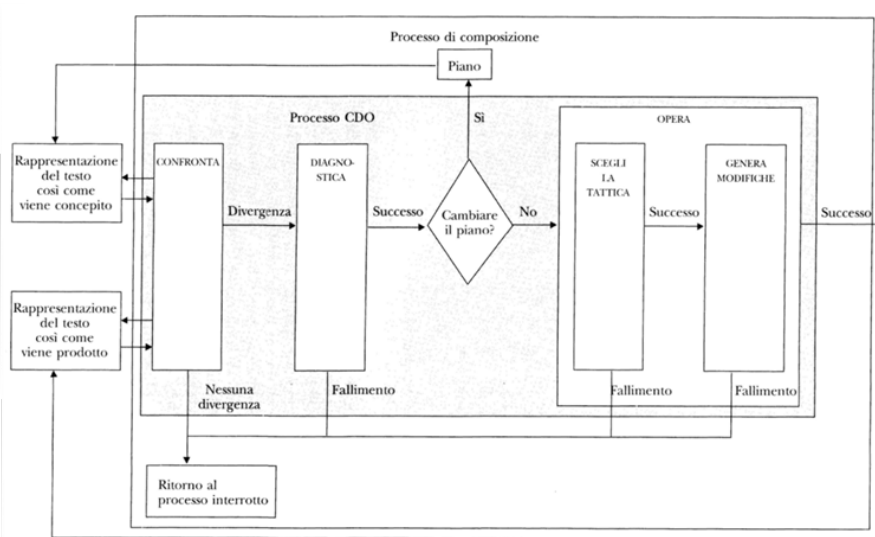 Processo di composizione
Piano
Processo CDO
Sì
OPERA
Rappresentazione
del testo
così come
viene concepito
CONFRONTA
DIAGNO-
STICA
SCEGLI
LA
TATTICA
GENERA
MODIFICHE
Divergenza
Successo
Cambiare
il piano?
No
Successo
Successo
Rappresentazione
del testo
così come
viene prodotto
Nessuna
divergenza
Fallimento
Fallimento
Fallimento
Ritorno al
processo interrotto